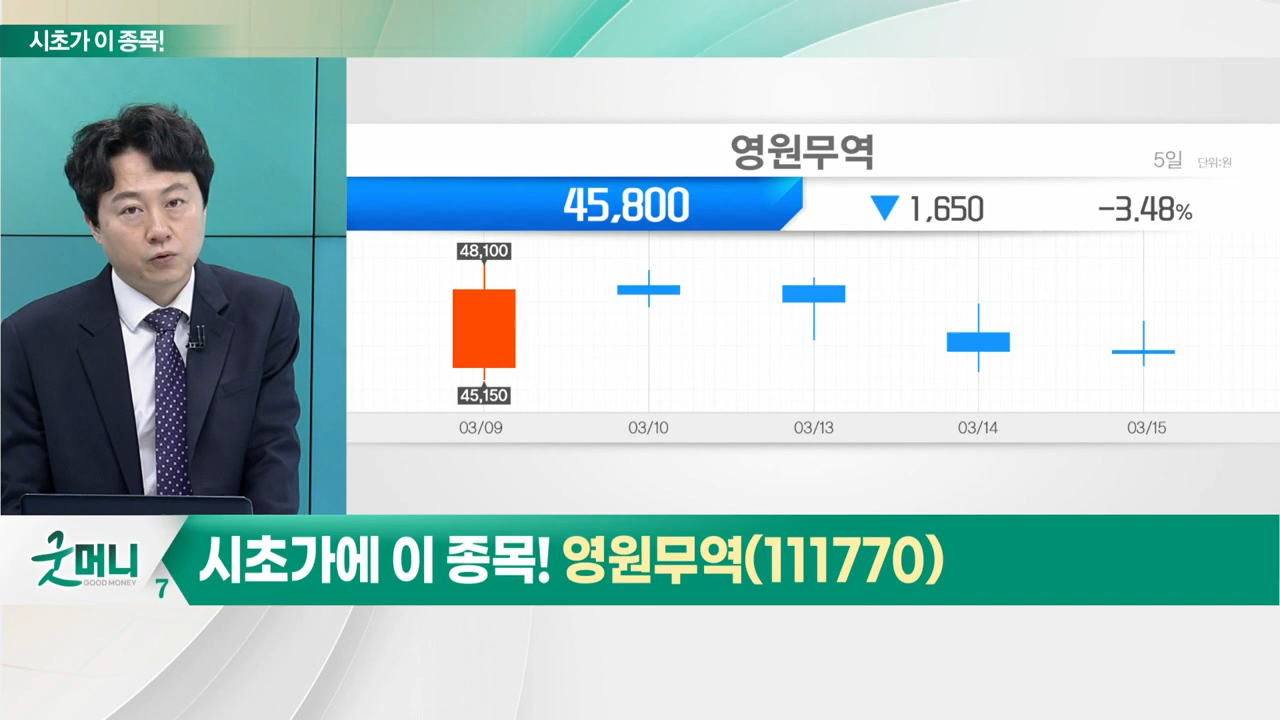 시초가 이 종목!
영원무역
5일 단위:원
45,800 ▼ 1,650 -3.48%
48,100
45,150
03/09 03/10 03/13 03/14 03/15
굿머니
GOOD MONEY
7
시초가에 이 종목! 영원무역(111770)